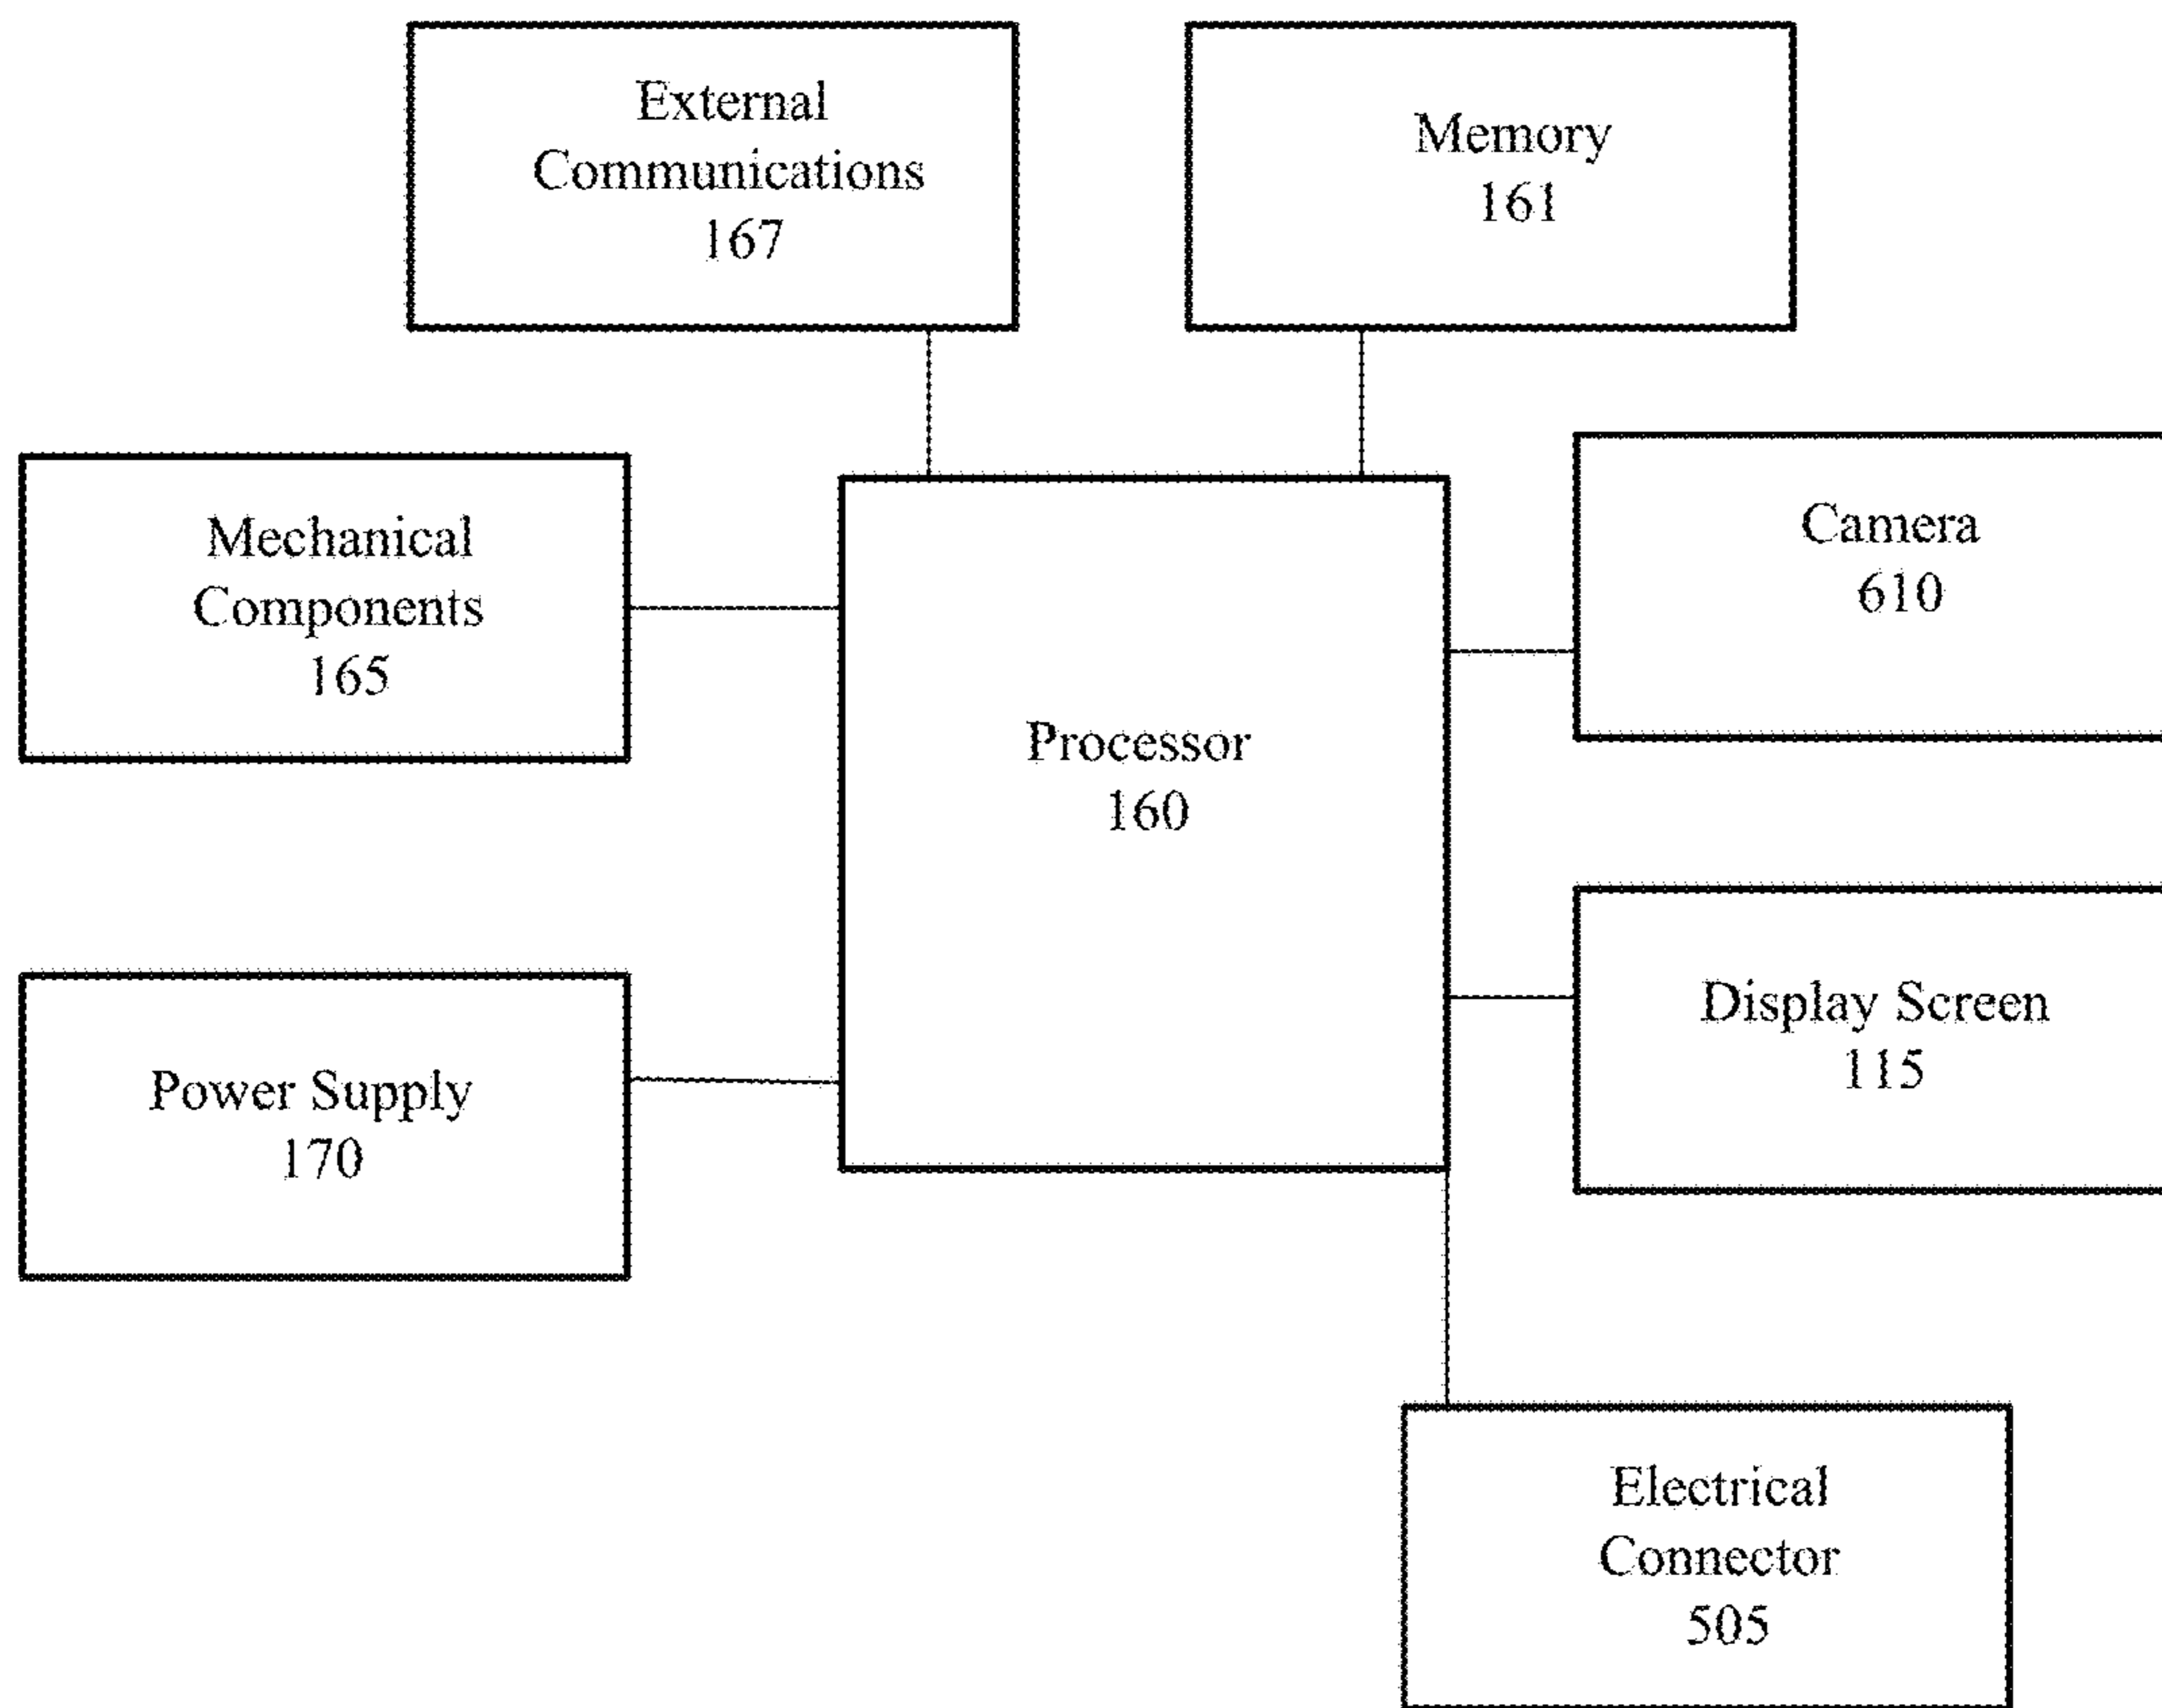 External
Communications
167
Memory
161
Mechanical
Components
165
Camera
610
Processor
160
Display Screen
115
Power Supply
170
Electrical
Connector
505